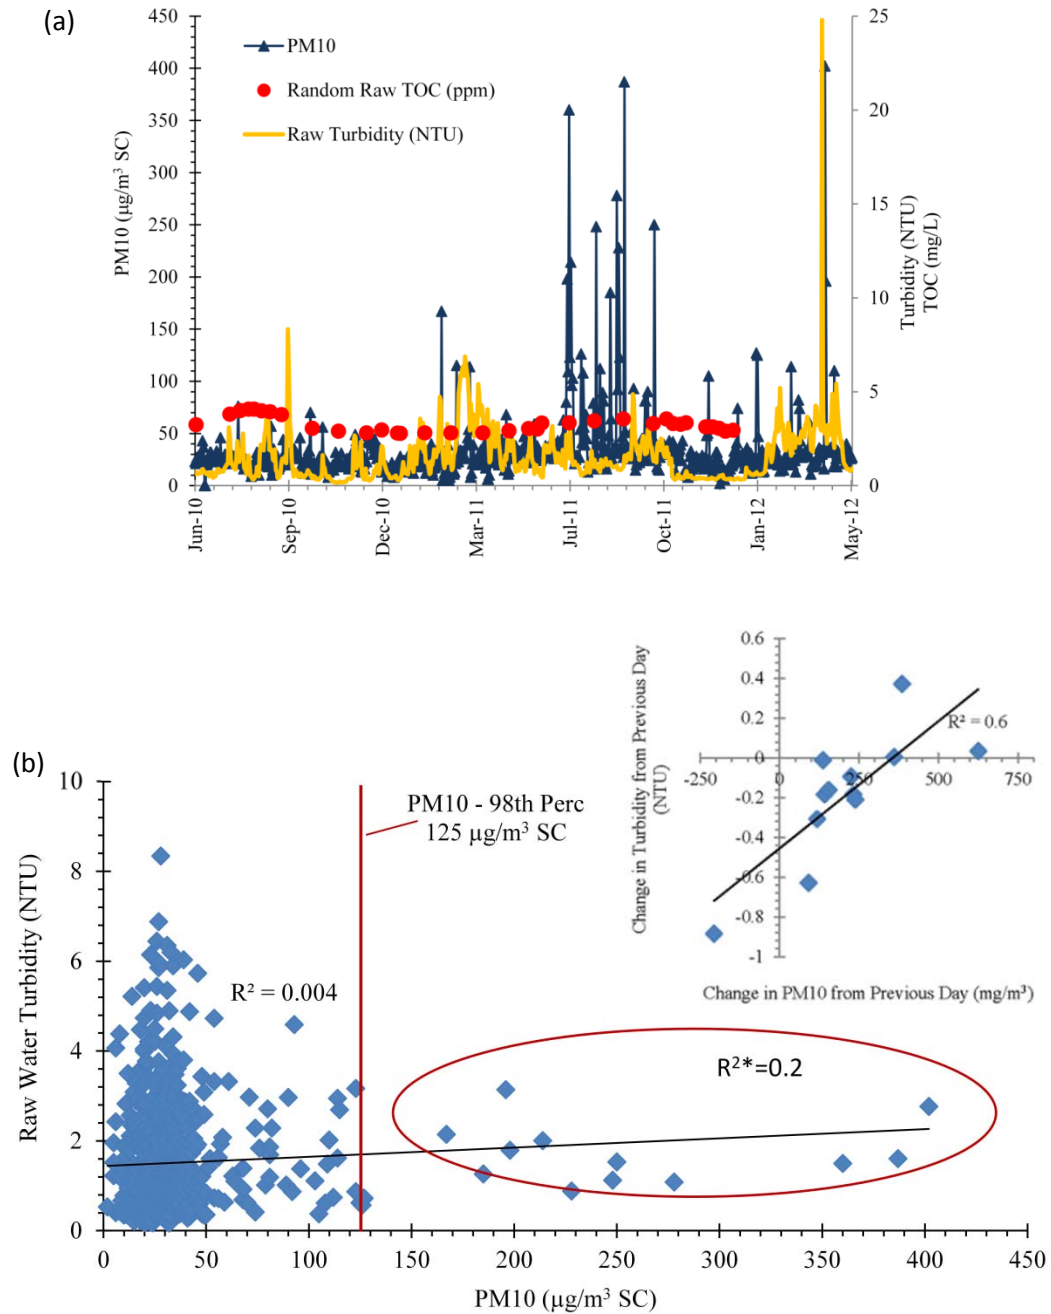 (a)
PM10
Random Raw TOC (ppm)
Raw Turbidity (NTU)
PM10 (µg/m³ SC)
450
400
350
300
250
200
150
100
50
0
25
20
15
10
5
0
Turbidity (NTU)
TOC (mg/L)
Jun-10
Sep-10
Dec-10
Mar-11
Jul-11
Oct-11
Jan-12
May-12
(b)
Raw Water Turbidity (NTU)
10
8
6
4
2
0
0
50
100
150
200
250
300
350
400
450
PM10 (µg/m³ SC)
PM10 - 98th Perc
125 µg/m³ SC
R² = 0.004
R²*=0.2
Change in Turbidity from Previous Day
(NTU)
0.6
0.4
0.2
0
-0.2
-0.4
-0.6
-0.8
-1
-250
0
250
500
750
R² = 0.6
Change in PM10 from Previous Day (mg/m³)